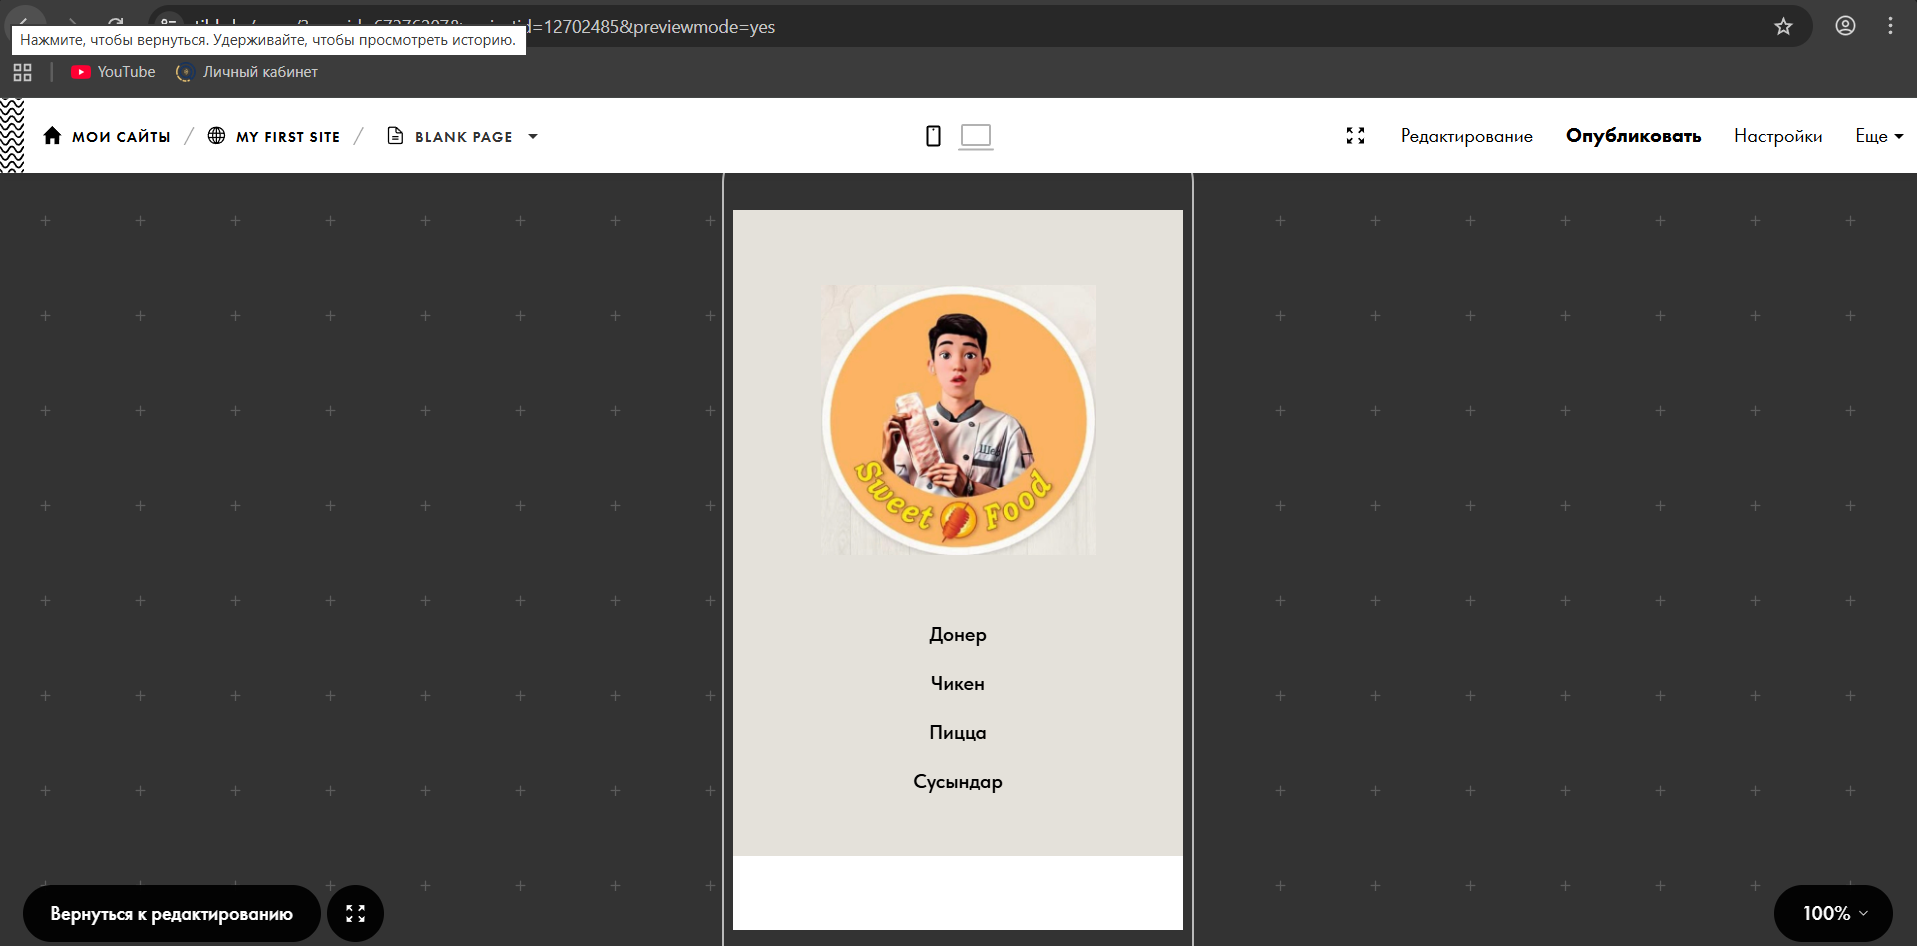 =12702485&previewmode=yes
Нажмите, чтобы вернуться. Удерживайте, чтобы просмотреть историю.
YouTube
Личный кабинет
МОИ САЙТЫ / MY FIRST SITE / BLANK PAGE
Редактирование
Опубликовать
Настройки
Еще
Шеф
Sweet Food
Донер
Чикен
Пицца
Сусындар
Вернуться к редактированию
100%